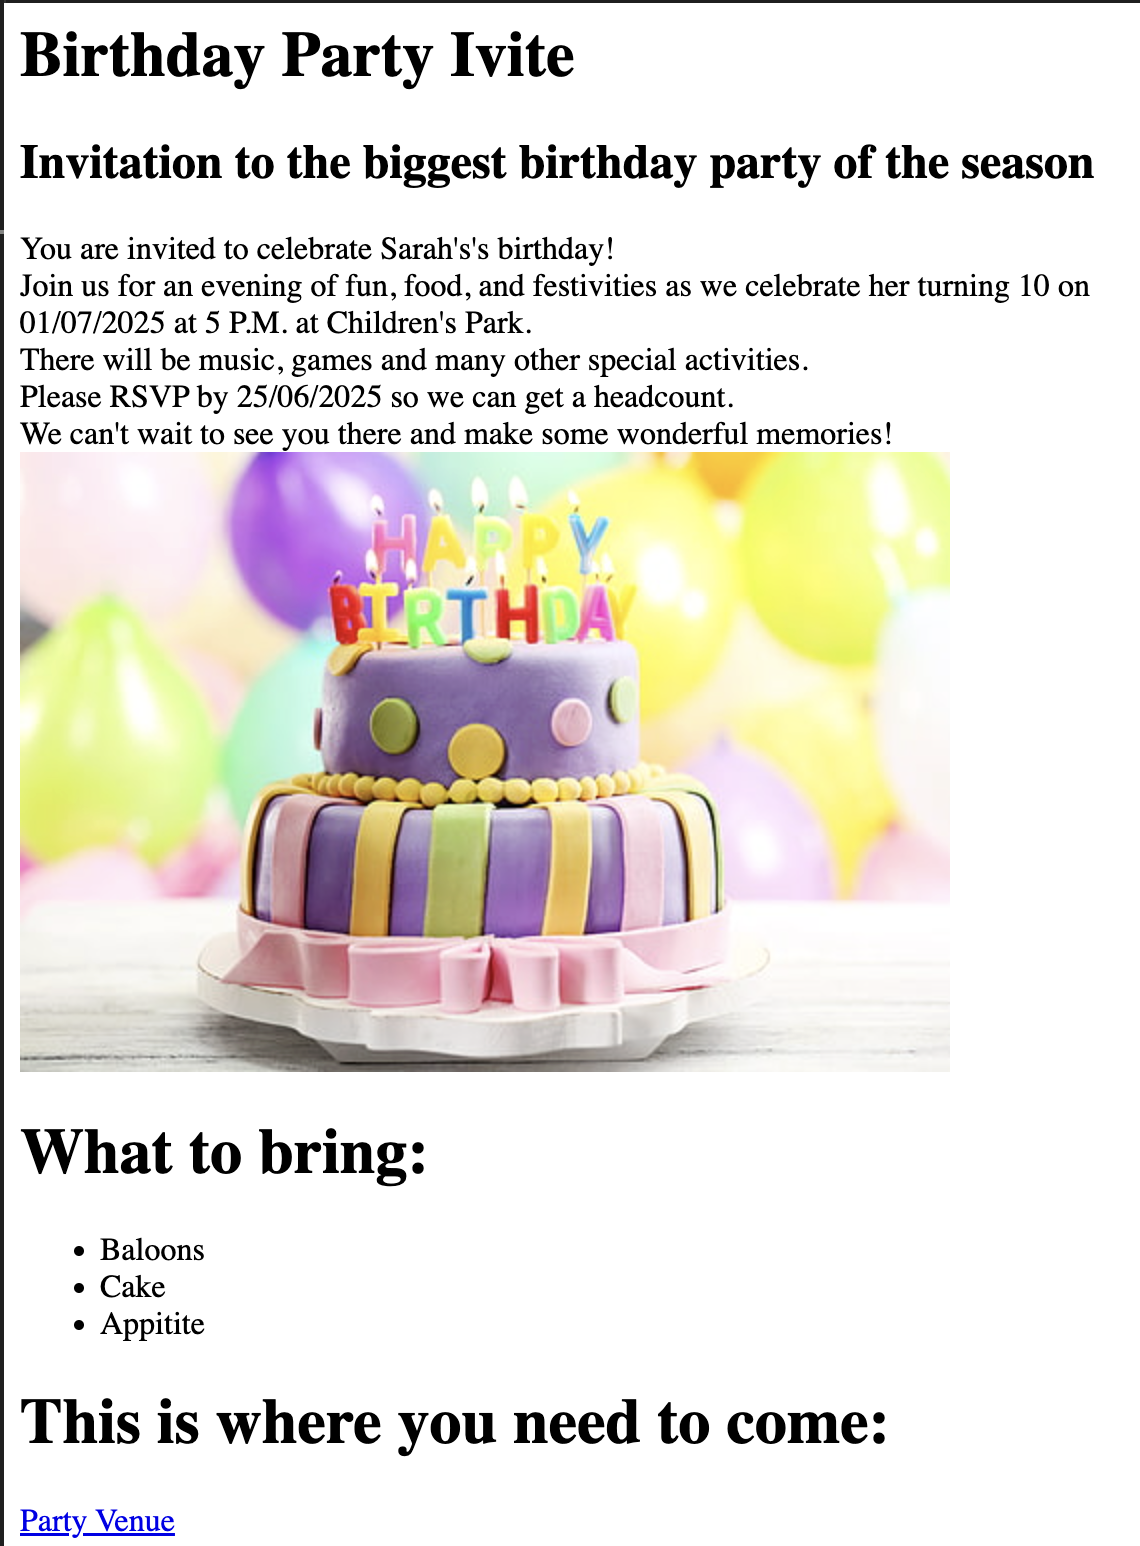 Birthday Party Ivite
Invitation to the biggest birthday party of the season
You are invited to celebrate Sarah's's birthday!
Join us for an evening of fun, food, and festivities as we celebrate her turning 10 on
01/07/2025 at 5 P.M. at Children's Park.
There will be music, games and many other special activities.
Please RSVP by 25/06/2025 so we can get a headcount.
We can't wait to see you there and make some wonderful memories!
HAPPY
BIRTHDAY
What to bring:
• Baloons
• Cake
• Appitite
This is where you need to come:
Party Venue